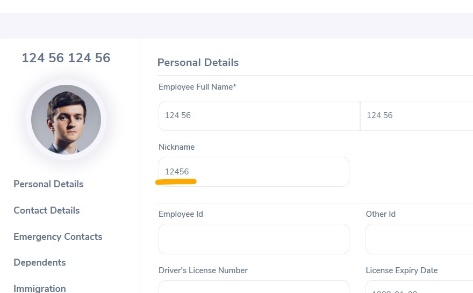 124 56 124 56
Personal Details
Employee Full Name*
124 56 124 56
Nickname
12456
Personal Details
Contact Details
Emergency Contacts
Dependents
Immigration
Employee Id Other Id
Driver's License Number License Expiry Date